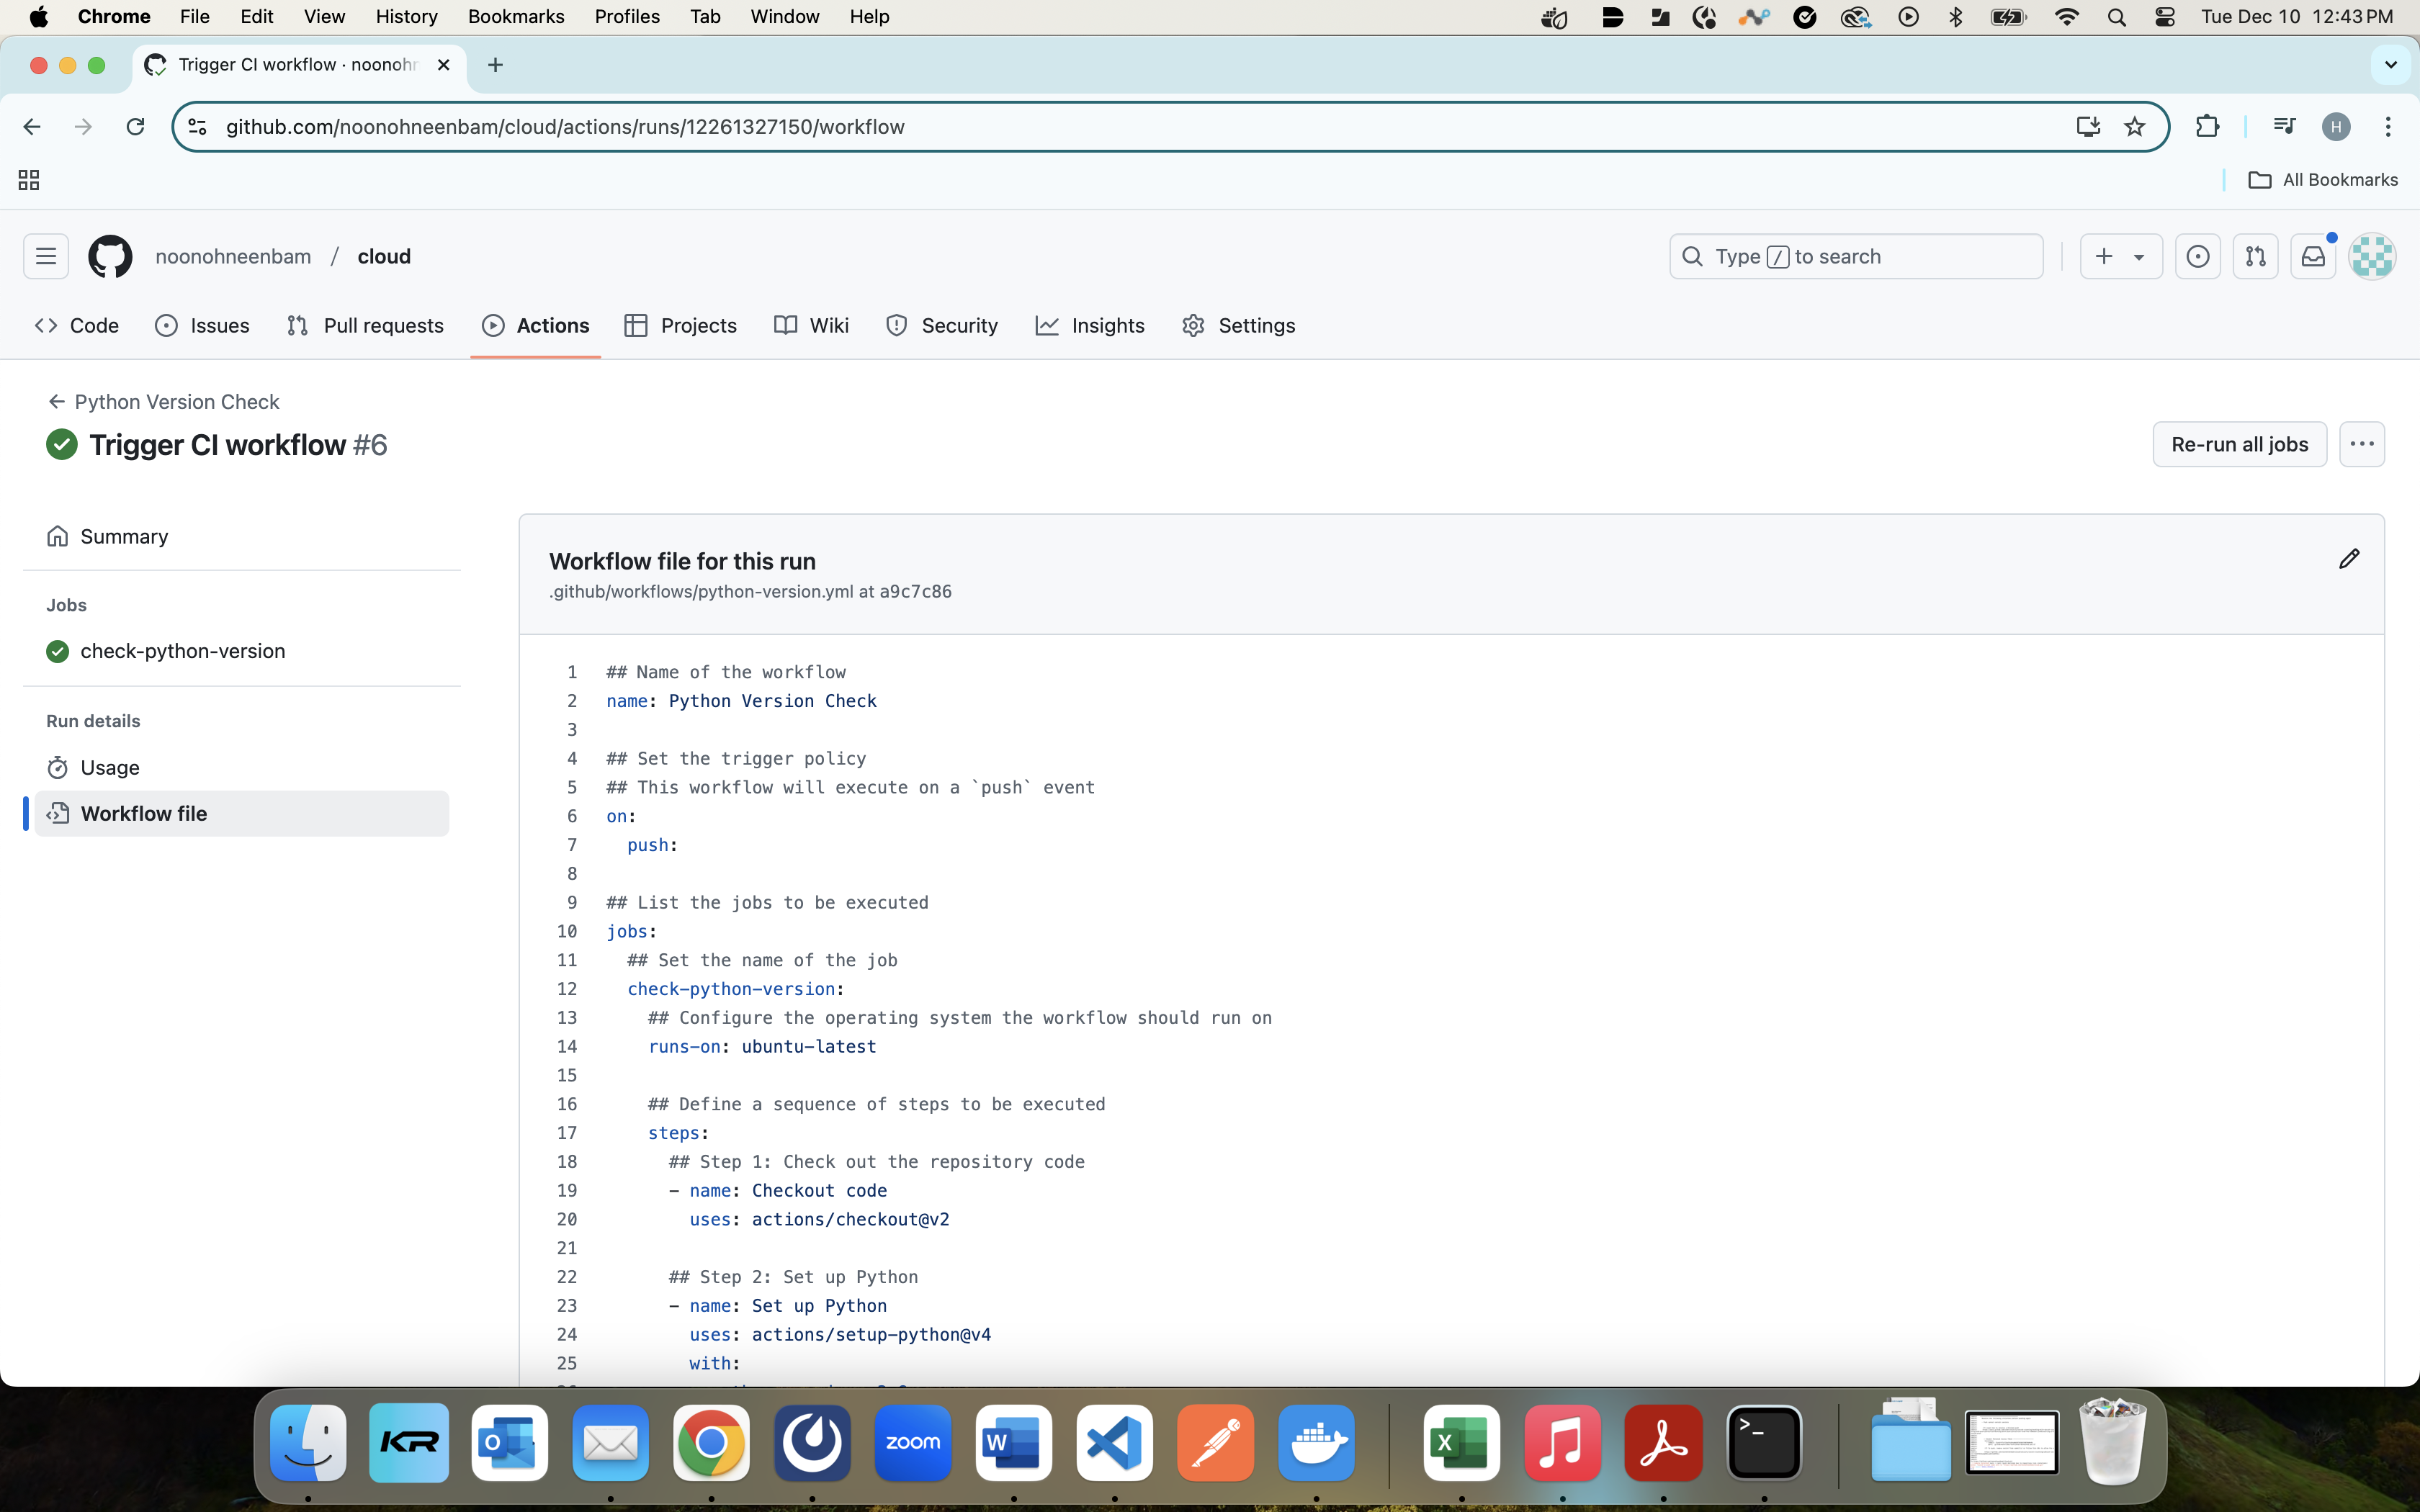 Chrome File Edit View History Bookmarks Profiles Tab Window Help Tue Dec 10 12:43 PM
Trigger CI workflow · noonohr
github.com/noonohneenbam/cloud/actions/runs/12261327150/workflow
H
All Bookmarks
noonohneenbam / cloud
Type / to search
Code Issues Pull requests Actions Projects Wiki Security Insights Settings
Python Version Check
Trigger CI workflow #6
Re-run all jobs
Summary
Jobs
check-python-version
Run details
Usage
Workflow file
Workflow file for this run
.github/workflows/python-version.yml at a9c7c86
1 ## Name of the workflow
2 name: Python Version Check
3
4 ## Set the trigger policy
5 ## This workflow will execute on a `push` event
6 on:
7 push:
8
9 ## List the jobs to be executed
10 jobs:
11 ## Set the name of the job
12 check-python-version:
13 ## Configure the operating system the workflow should run on
14 runs-on: ubuntu-latest
15
16 ## Define a sequence of steps to be executed
17 steps:
18 ## Step 1: Check out the repository code
19 - name: Checkout code
20 uses: actions/checkout@v2
21
22 ## Step 2: Set up Python
23 - name: Set up Python
24 uses: actions/setup-python@v4
25 with:
KR
O
zoom
W
X
>_